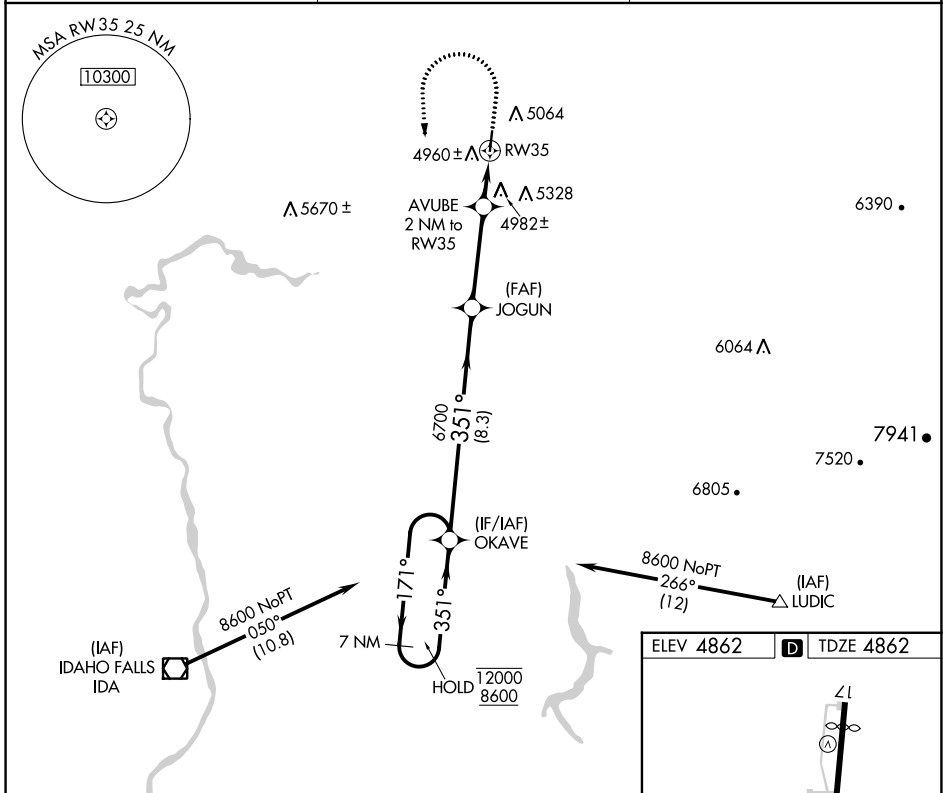 MSA RW35 25 NM
10300
5064
4960 ±
RW35
5670 ±
AVUBE
2 NM to
RW35
5328
4982±
6390
(FAF)
JOGUN
6064
6700
351°
(8.3)
7941
7520
6805
(IF/IAF)
OKAVE
171°
351°
8600 NoPT
266°
(12)
(IAF)
LUDIC
8600 NoPT
050°
(10.8)
(IAF)
IDAHO FALLS
IDA
7 NM
HOLD
12000
8600
ELEV 4862
D
TDZE 4862
17